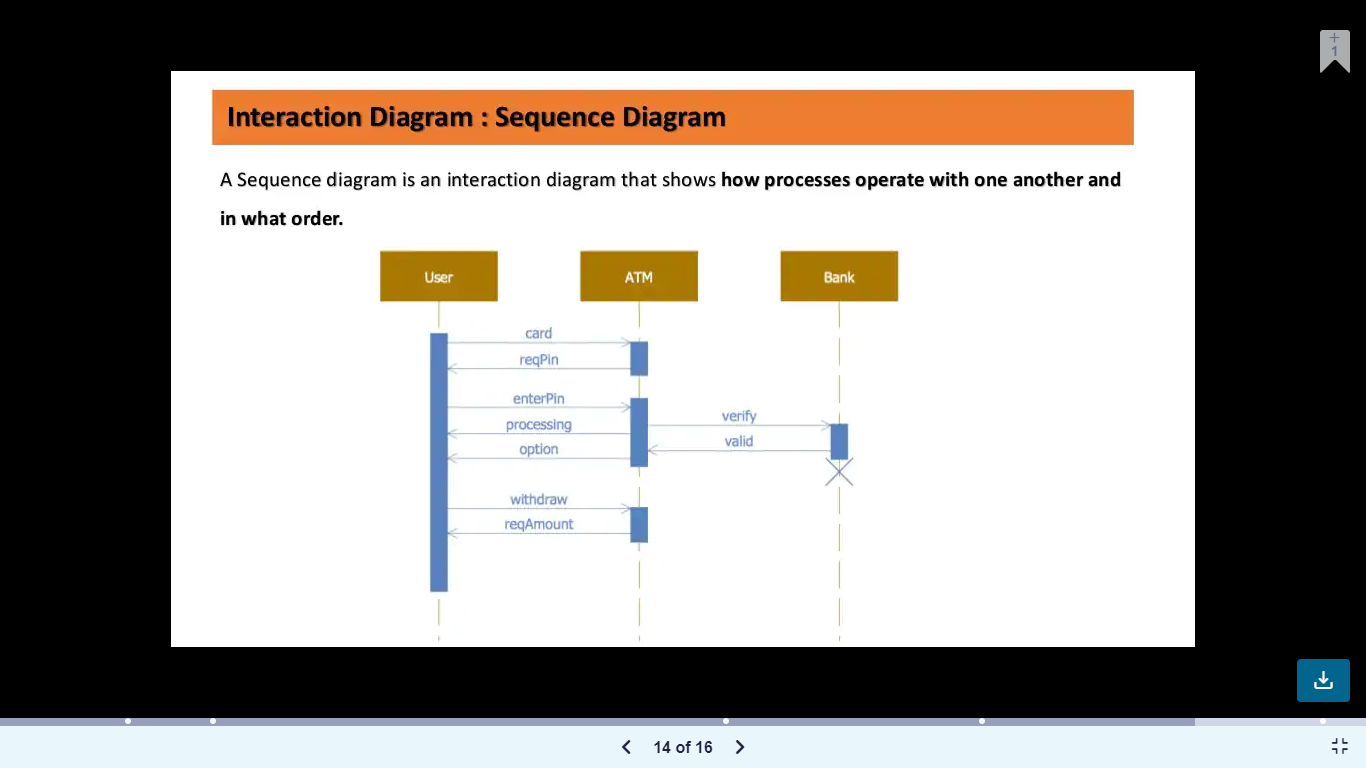 +
1
Interaction Diagram : Sequence Diagram
A Sequence diagram is an interaction diagram that shows how processes operate with one another and
in what order.
User
ATM
Bank
card
reqPin
enterPin
verify
processing
valid
option
withdraw
reqAmount
14 of 16